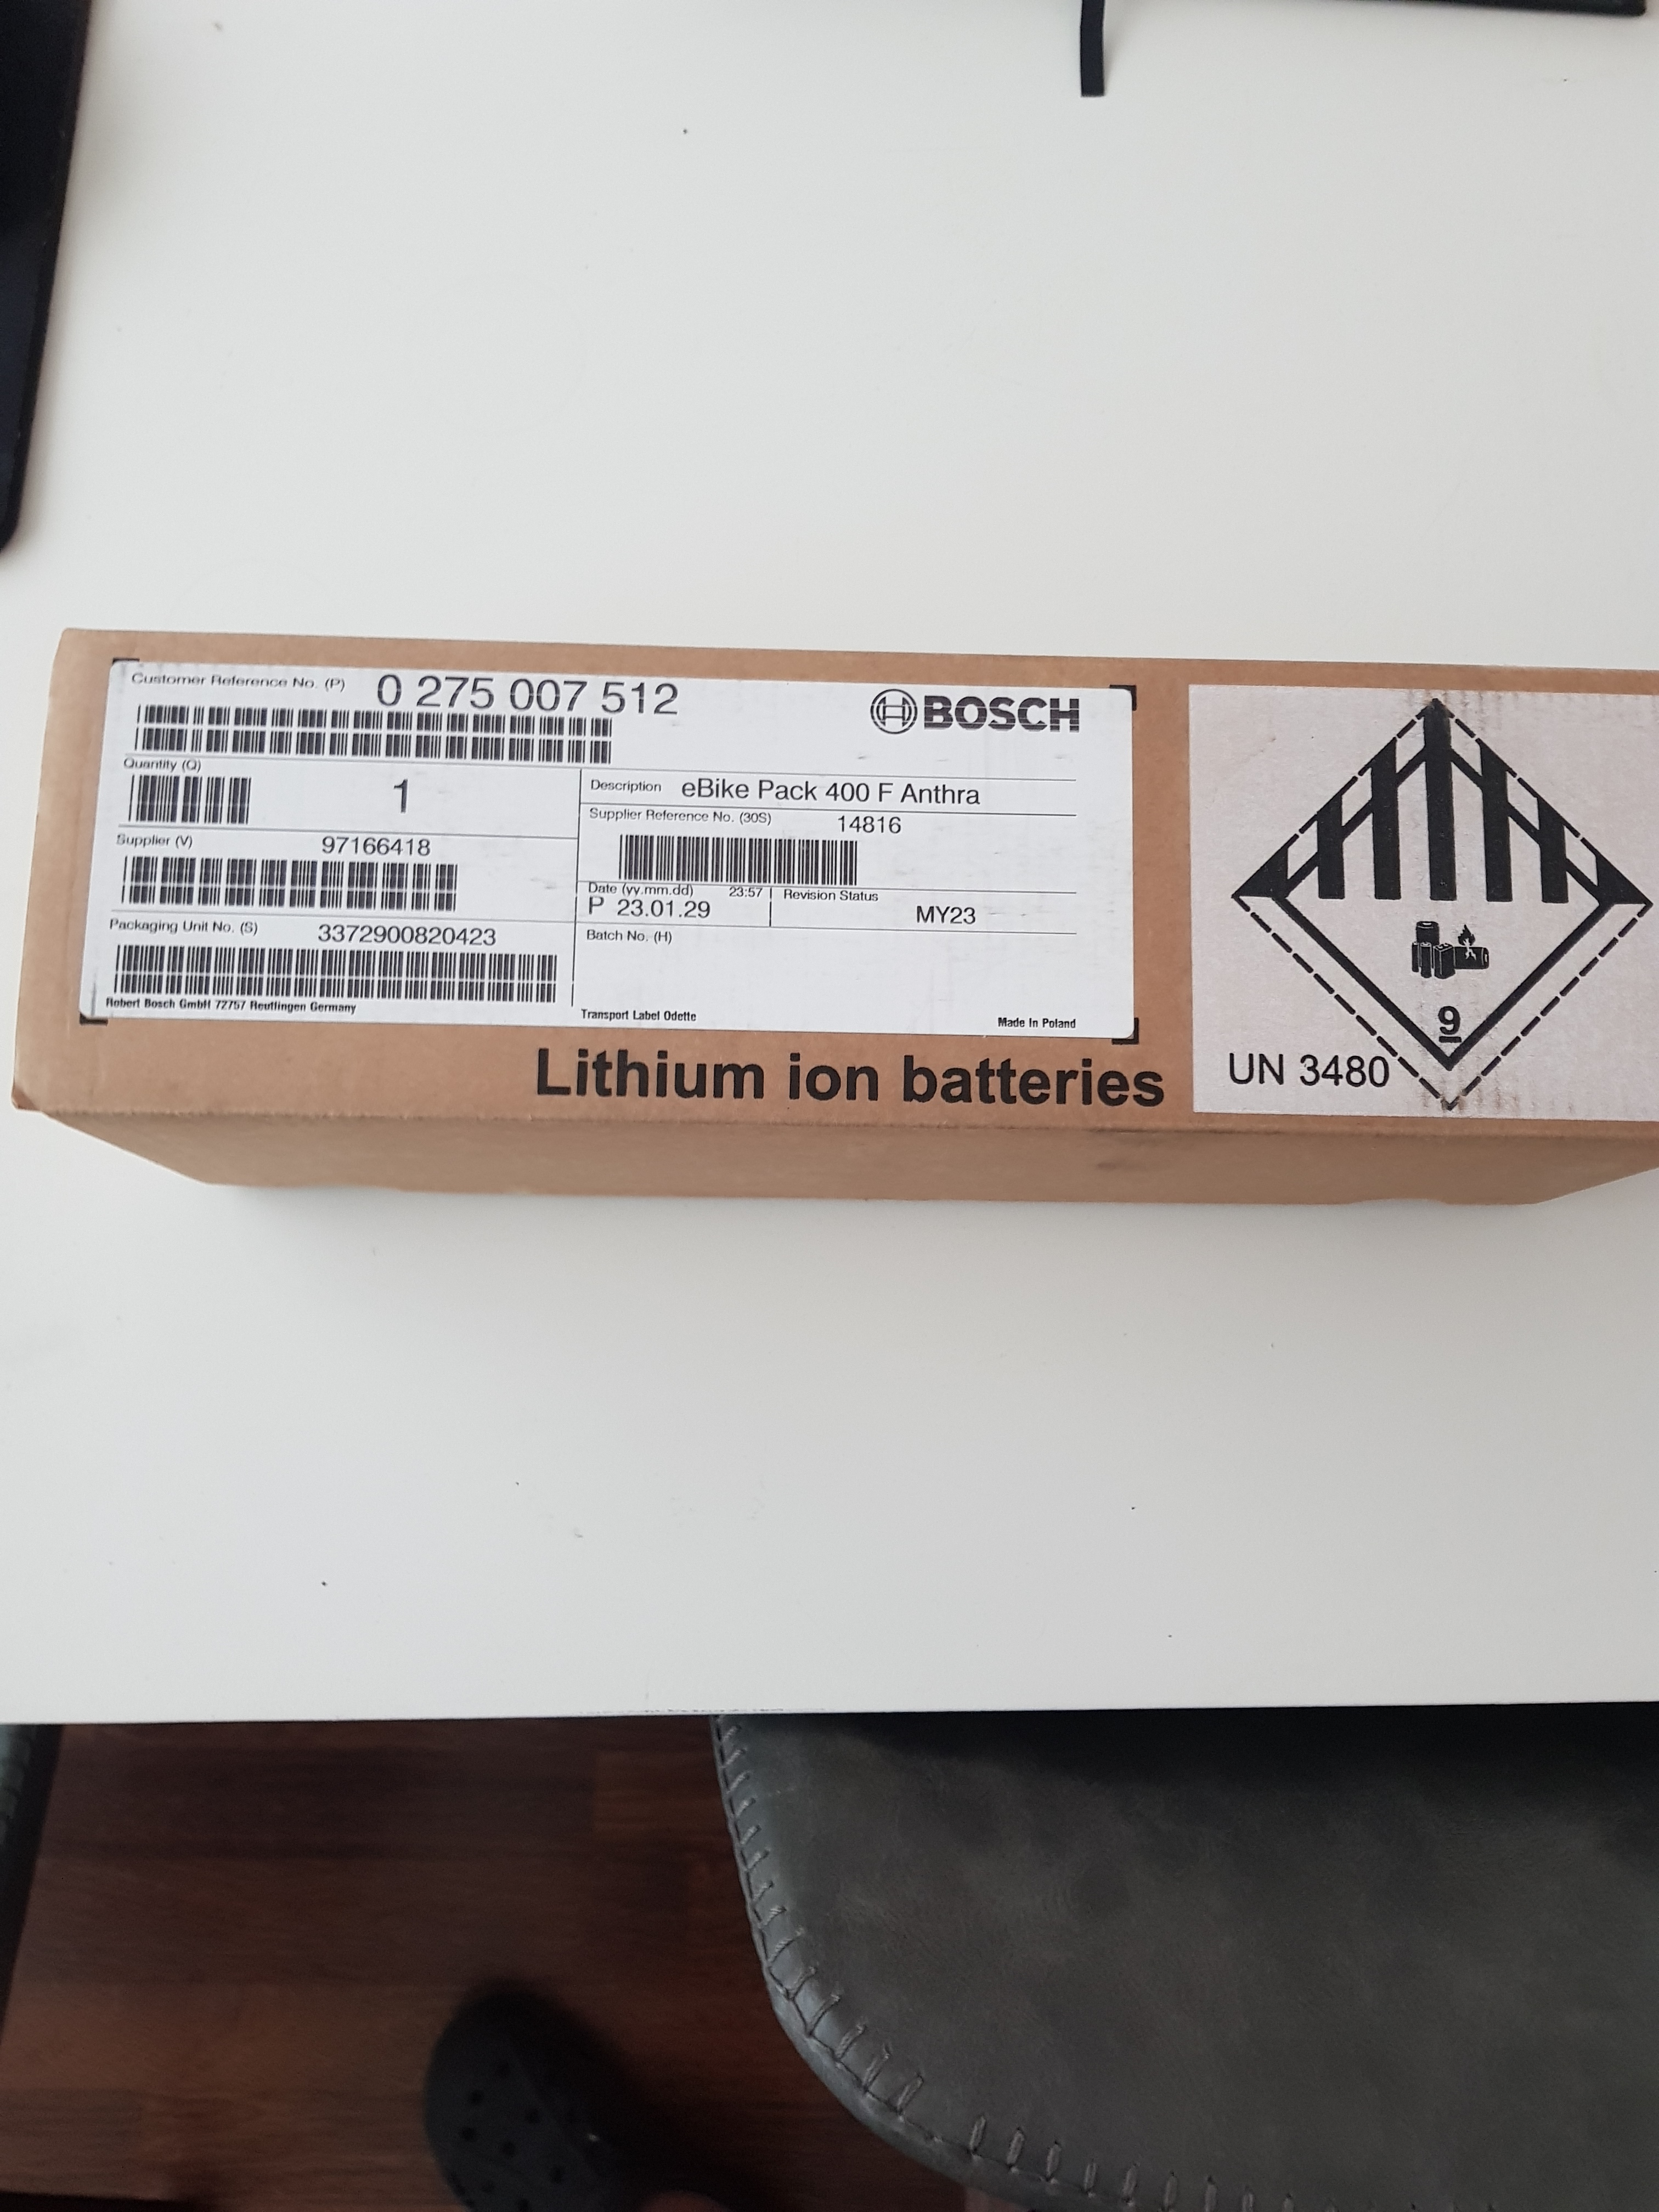 Customer Reference No. (P) 0 275 007 512
BOSCH
Quantity (Q)
1
Description eBike Pack 400 F Anthra
Supplier Reference No. (30S) 14816
Supplier (V) 97166418
Date (yy.mm.dd) 23:57
P 23.01.29
Revision Status
MY23
Packaging Unit No. (S) 3372900820423
Batch No. (H)
Robert Bosch GmbH 72757 Reutlingen Germany
Transport Label Odette
Made In Poland
Lithium ion batteries
9
UN 3480